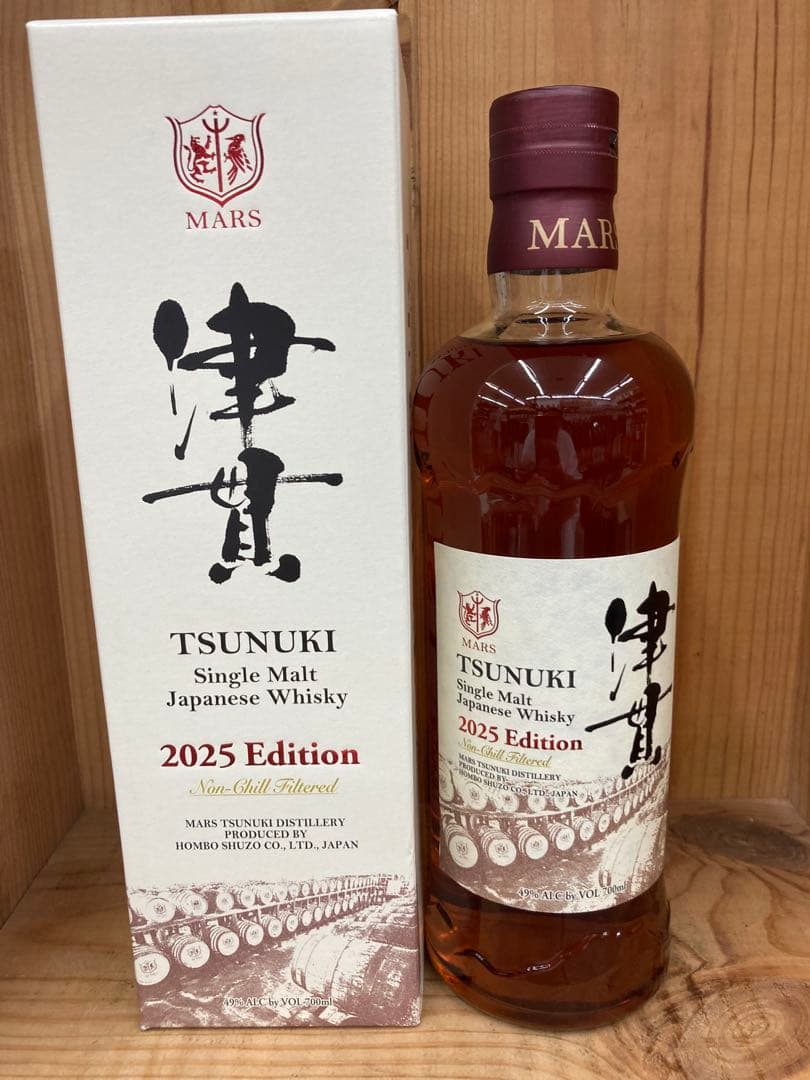 MARS
津貫
TSUNUKI
Single Malt
Japanese Whisky
2025 Edition
Non-Chill Filtered
MARS TSUNUKI DISTILLERY
PRODUCED BY
HOMBO SHUZO CO., LTD., JAPAN
49% ALC by VOL 700ml
MARS
MARS
津貫
TSUNUKI
Single Malt
Japanese Whisky
2025 Edition
Non-Chill Filtered
MARS TSUNUKI DISTILLERY
PRODUCED BY
HOMBO SHUZO CO., LTD., JAPAN
49% ALC by VOL 700ml